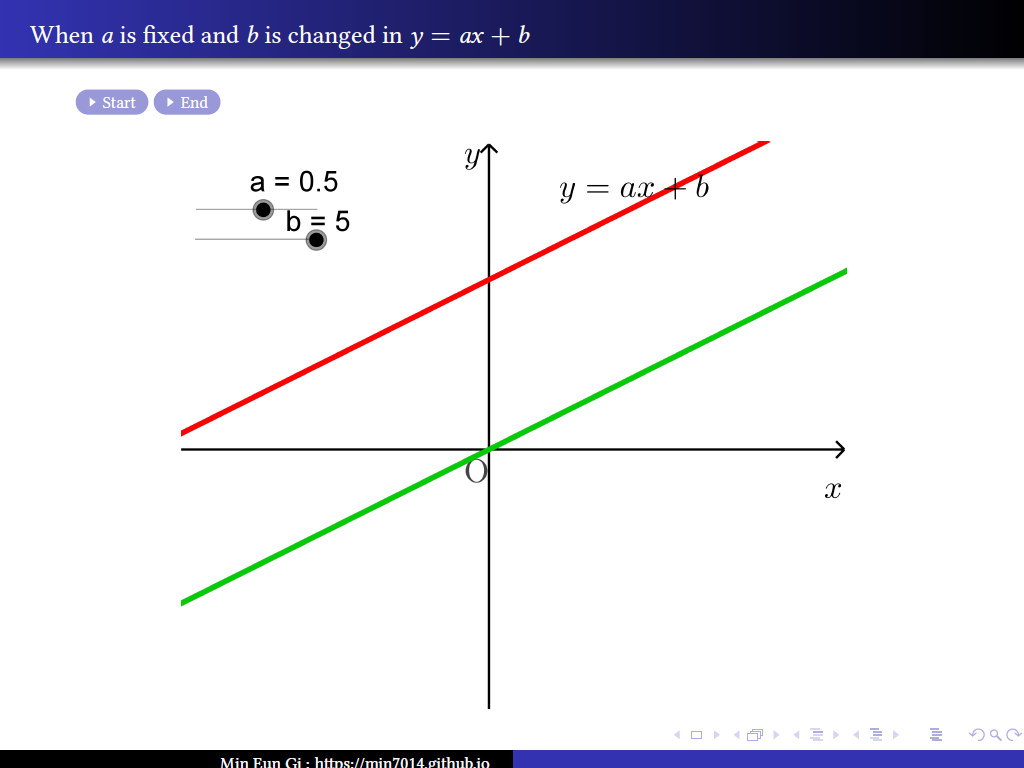 When a is fixed and b is changed in y = ax + b
Start
End
y
a = 0.5
y = ax + b
b = 5
O
x
Min Eun Gi : https://min7014.github.io